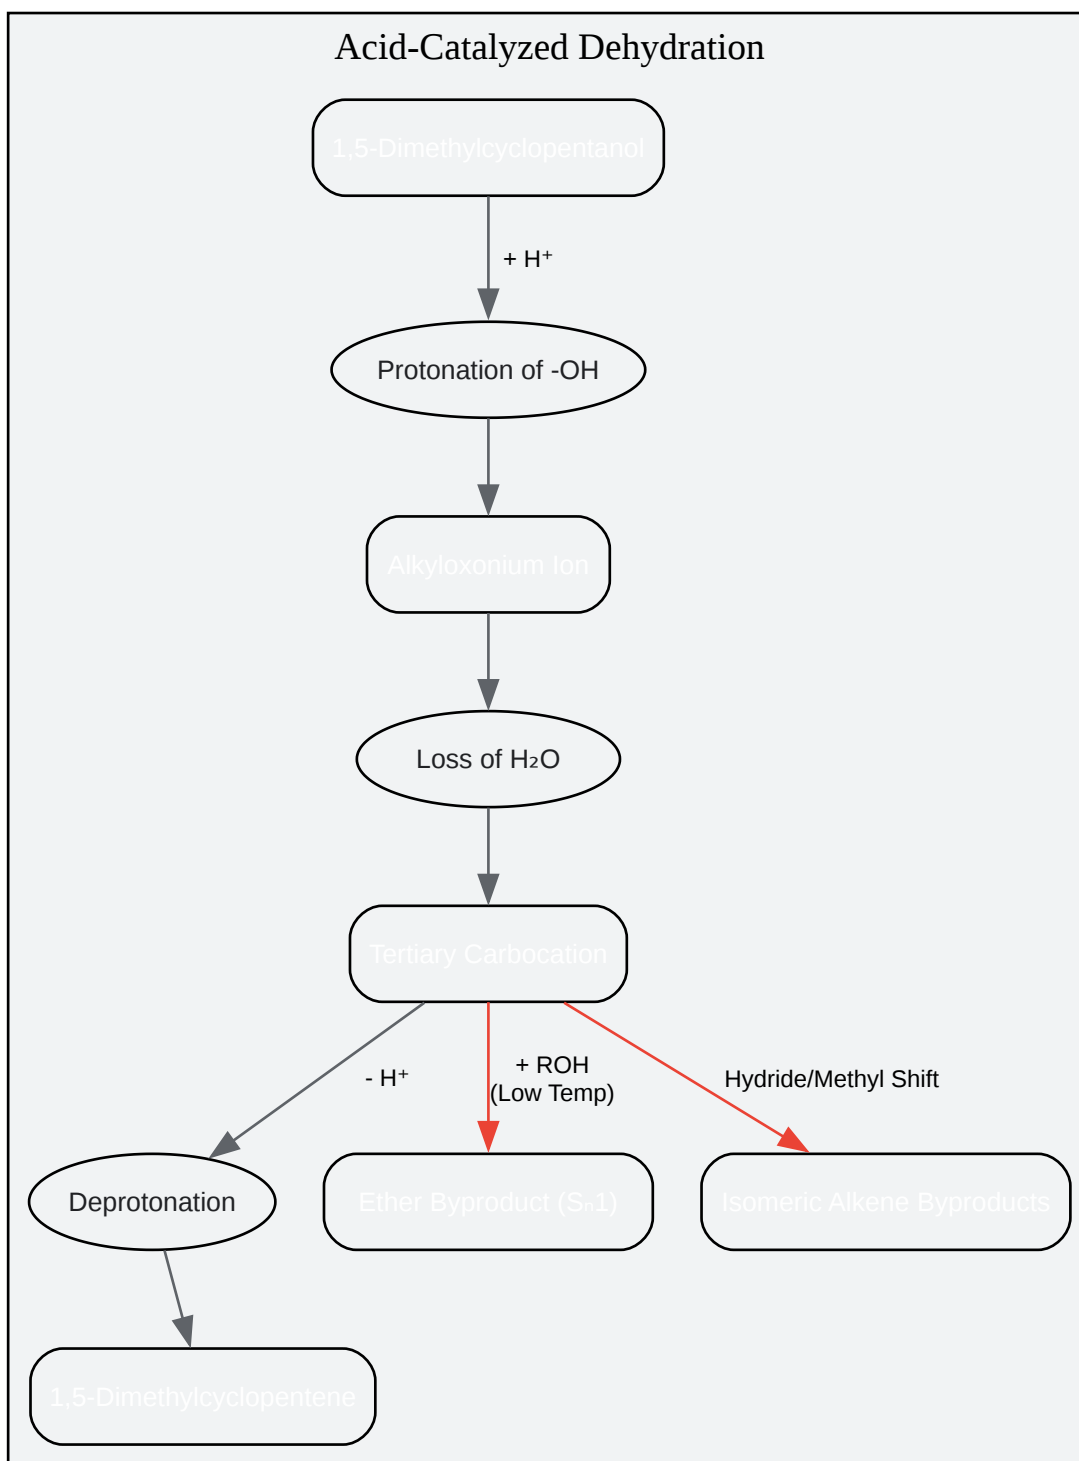 Acid-Catalyzed Dehydration
1,5-Dimethylcyclopentanol
+ H⁺
Protonation of -OH
Alkyloxonium Ion
Loss of H₂O
Tertiary Carbocation
- H⁺
+ ROH
(Low Temp)
Hydride/Methyl Shift
Deprotonation
Ether Byproduct (Sₙ1)
Isomeric Alkene Byproducts
1,5-Dimethylcyclopentene